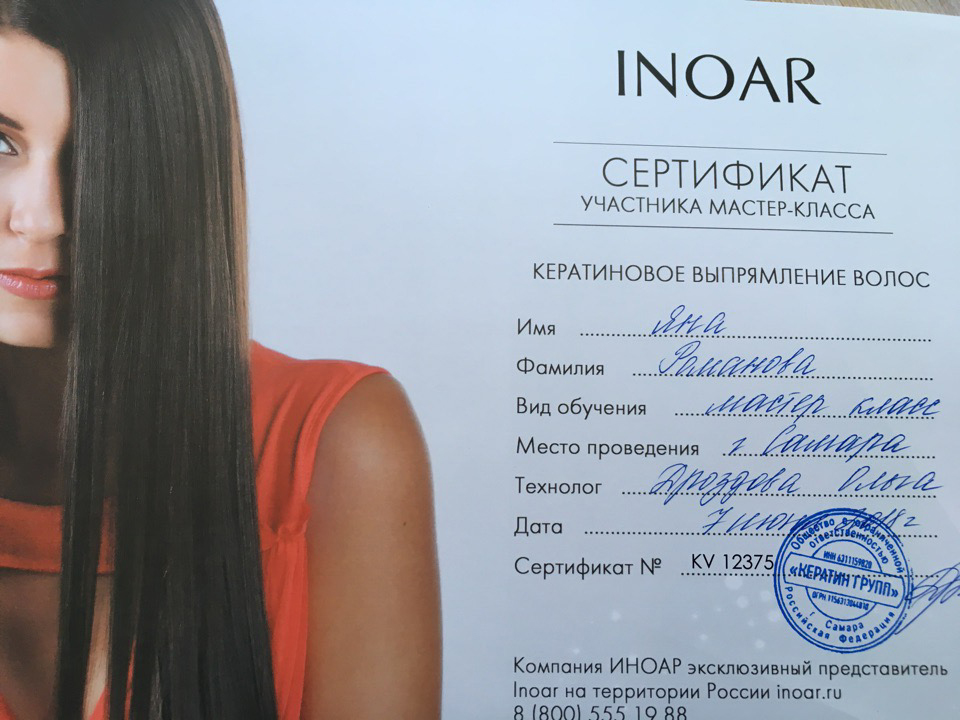 INOAR
СЕРТИФИКАТ
УЧАСТНИКА МАСТЕР-КЛАССА
КЕРАТИНОВОЕ ВЫПРЯМЛЕНИЕ ВОЛОС
Имя Яна
Фамилия Романова
Вид обучения мастер класс
Место проведения г Самара
Технолог Дроздова Ольга
Дата 7 июня 2018 г
Сертификат № KV 12375
Общество с ограниченной
ответственностью
ИНН 6311159820
«КЕРАТИН ГРУПП»
ОГРН
г. Самара
Российская Федерация
Компания ИНОАР эксклюзивный представитель
Inoar на территории России inoar.ru
8 (800) 555 19 88